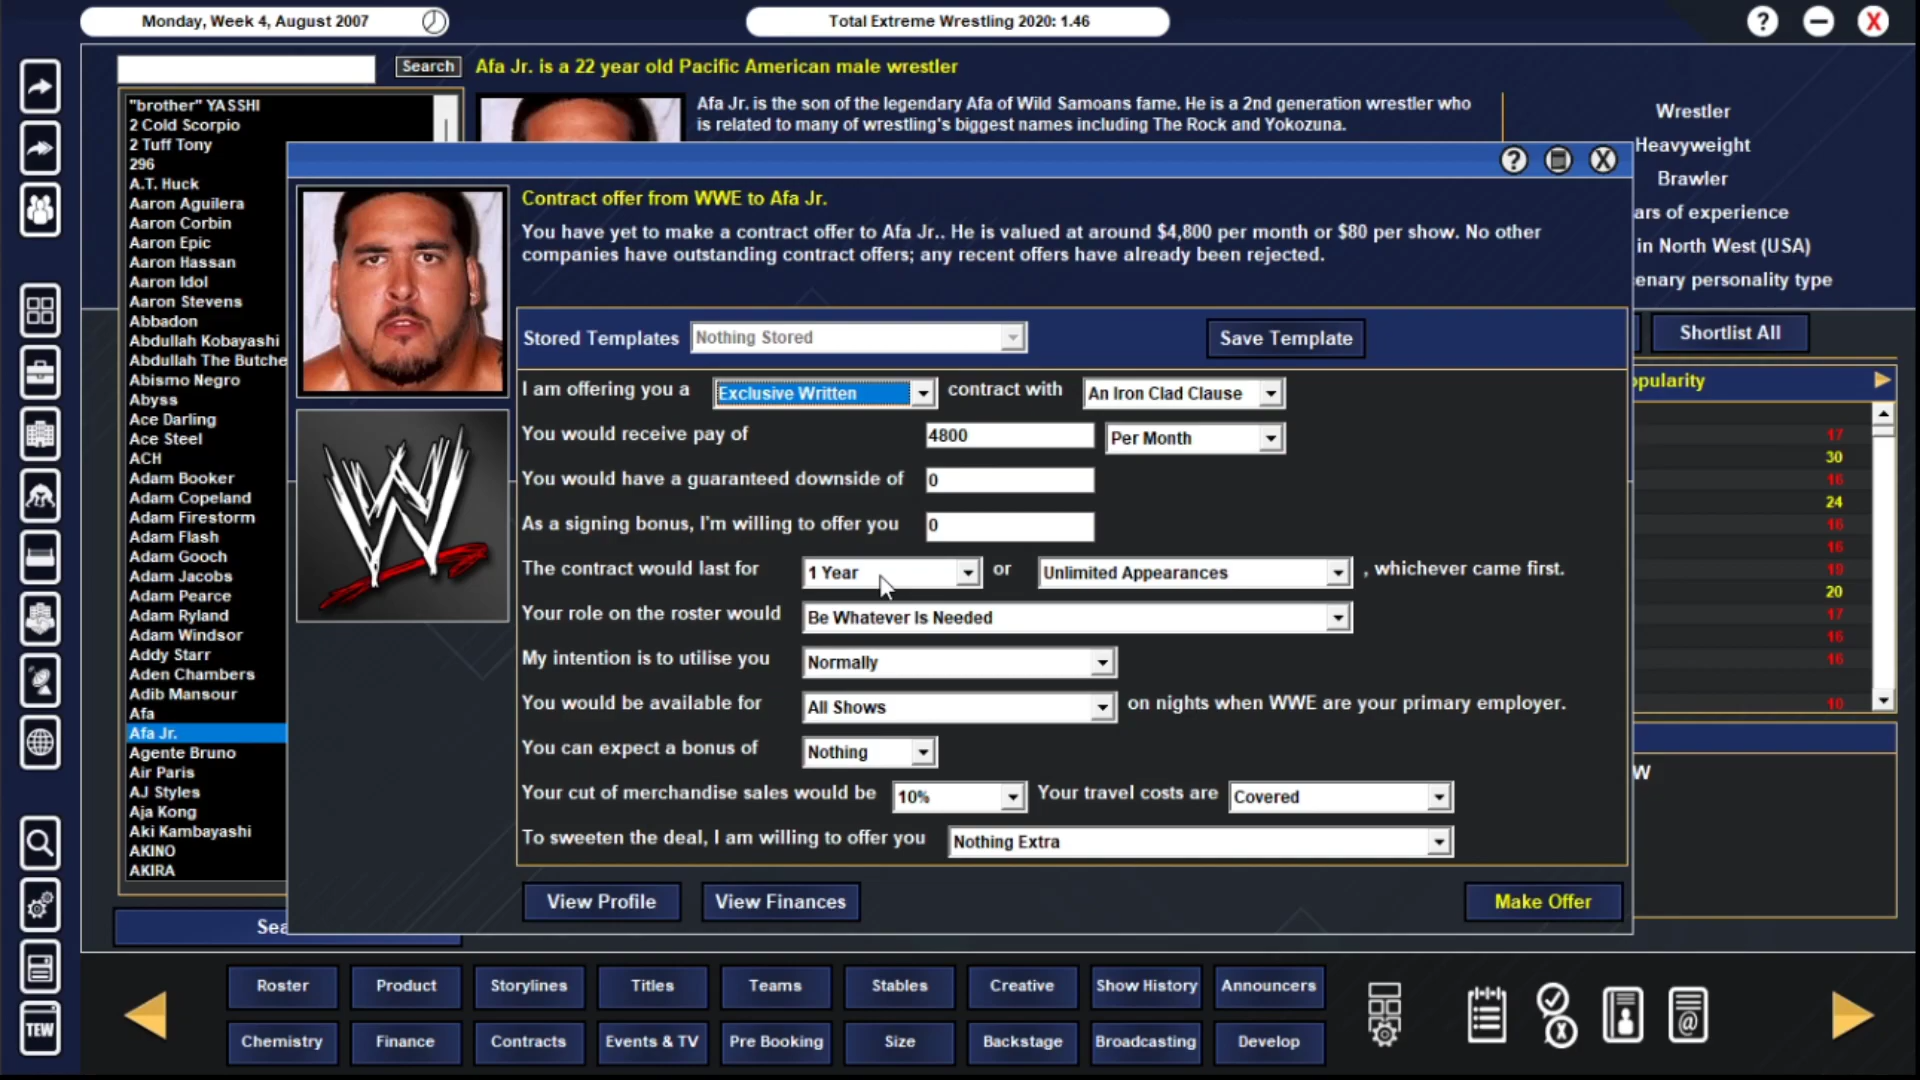 Monday, Week 4, August 2007
Total Extreme Wrestling 2020: 1.46
?
X
Search
Afa Jr. is a 22 year old Pacific American male wrestler
Afa Jr. is the son of the legendary Afa of Wild Samoans fame. He is a 2nd generation wrestler who
is related to many of wrestling's biggest names including The Rock and Yokozuna.
Wrestler
Heavyweight
Brawler
ars of experience
in North West (USA)
enary personality type
Shortlist All
opularity
17
30
16
24
16
16
19
20
17
16
16
10
W
"brother" YASSHI
2 Cold Scorpio
2 Tuff Tony
296
A.T. Huck
Aaron Aguilera
Aaron Corbin
Aaron Epic
Aaron Hassan
Aaron Idol
Aaron Stevens
Abbadon
Abdullah Kobayashi
Abdullah The Butche
Abismo Negro
Abyss
Ace Darling
Ace Steel
ACH
Adam Booker
Adam Copeland
Adam Firestorm
Adam Flash
Adam Gooch
Adam Jacobs
Adam Pearce
Adam Ryland
Adam Windsor
Addy Starr
Aden Chambers
Adib Mansour
Afa
Afa Jr.
Agente Bruno
Air Paris
AJ Styles
Aja Kong
Aki Kambayashi
AKINO
AKIRA
Sea
?
X
Contract offer from WWE to Afa Jr.
You have yet to make a contract offer to Afa Jr.. He is valued at around $4,800 per month or $80 per show. No other
companies have outstanding contract offers; any recent offers have already been rejected.
Stored Templates Nothing Stored Save Template
I am offering you a Exclusive Written contract with An Iron Clad Clause
You would receive pay of 4800 Per Month
You would have a guaranteed downside of 0
As a signing bonus, I'm willing to offer you 0
The contract would last for 1 Year or Unlimited Appearances , whichever came first.
Your role on the roster would Be Whatever Is Needed
My intention is to utilise you Normally
You would be available for All Shows on nights when WWE are your primary employer.
You can expect a bonus of Nothing
Your cut of merchandise sales would be 10% Your travel costs are Covered
To sweeten the deal, I am willing to offer you Nothing Extra
View Profile View Finances Make Offer
TEW
Roster Product Storylines Titles Teams Stables Creative Show History Announcers
Chemistry Finance Contracts Events & TV Pre Booking Size Backstage Broadcasting Develop